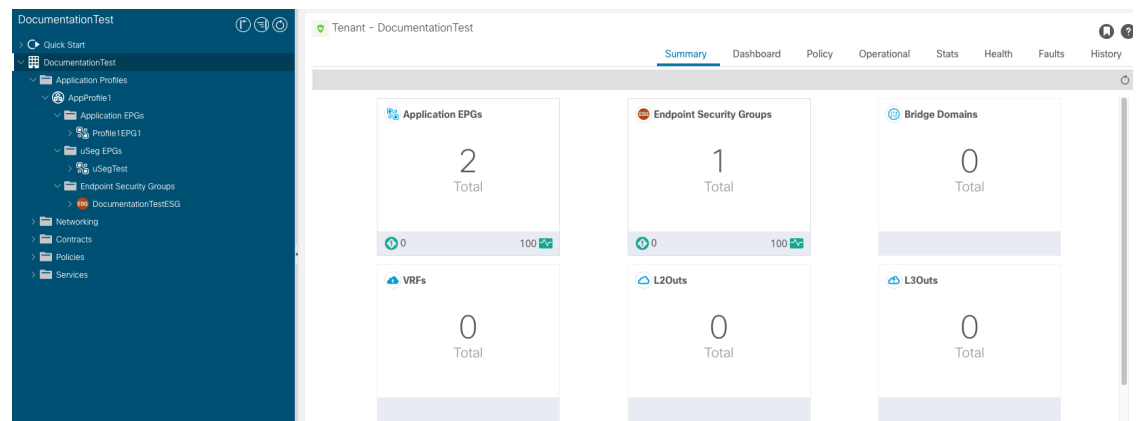 DocumentationTest
Quick Start
DocumentationTest
Application Profiles
AppProfile1
Application EPGs
Profile1EPG1
uSeg EPGs
uSegTest
Endpoint Security Groups
ESG DocumentationTestESG
Networking
Contracts
Policies
Services
Tenant - DocumentationTest
Summary Dashboard Policy Operational Stats Health Faults History
Application EPGs
2
Total
0 100
ESG Endpoint Security Groups
1
Total
0 100
Bridge Domains
0
Total
VRFs
0
Total
L2Outs
0
Total
L3Outs
0
Total